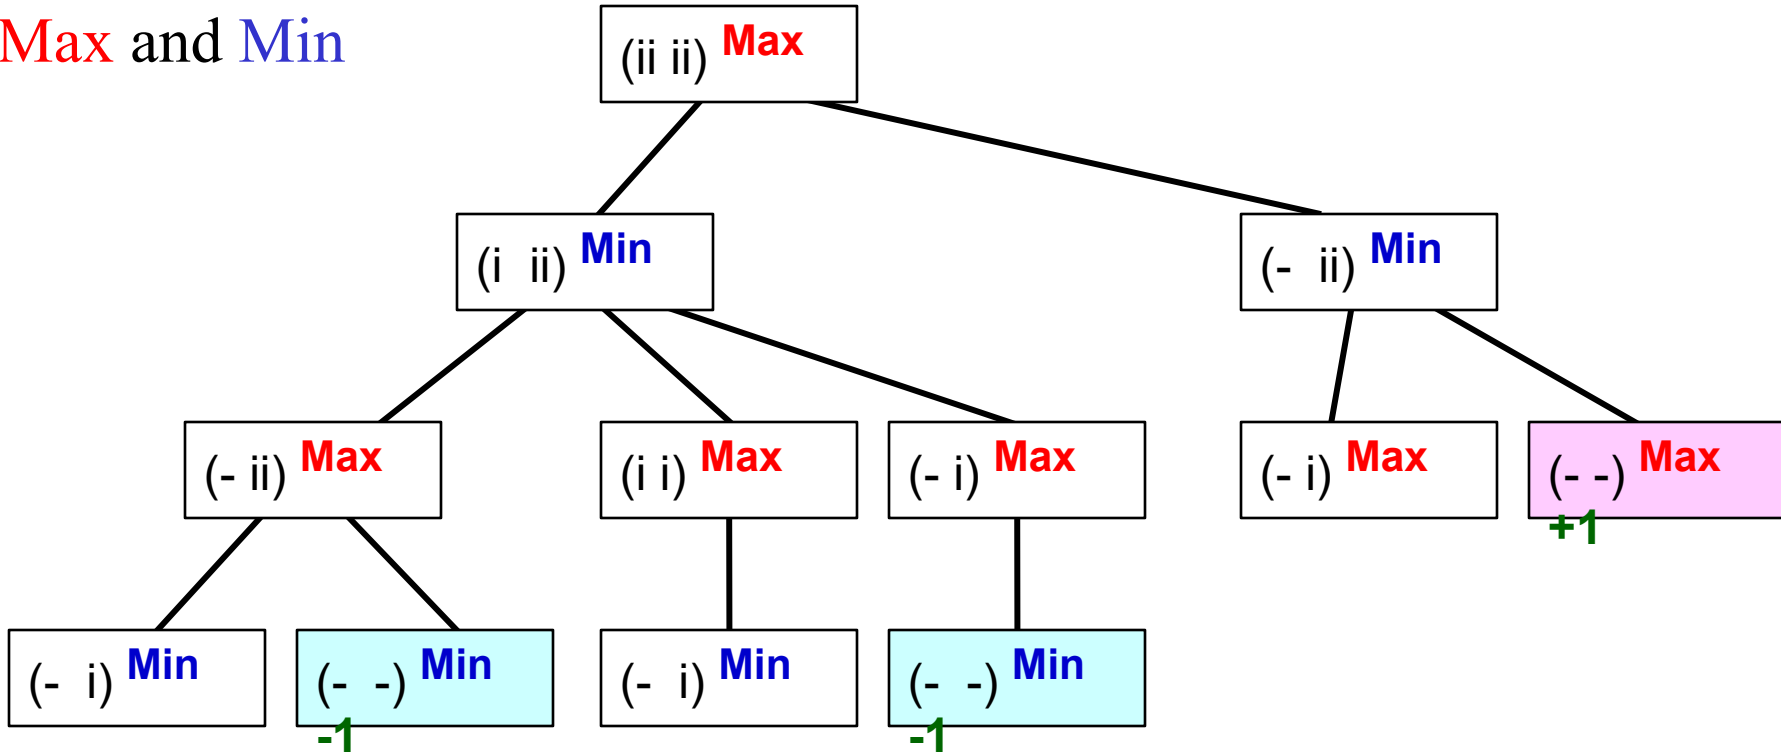 Max and Min
(ii ii) Max
(i ii) Min
(- ii) Min
(- ii) Max
(i i) Max
(- i) Max
(- i) Max
(- -) Max
+1
(- i) Min
(- -) Min
-1
(- i) Min
(- -) Min
-1